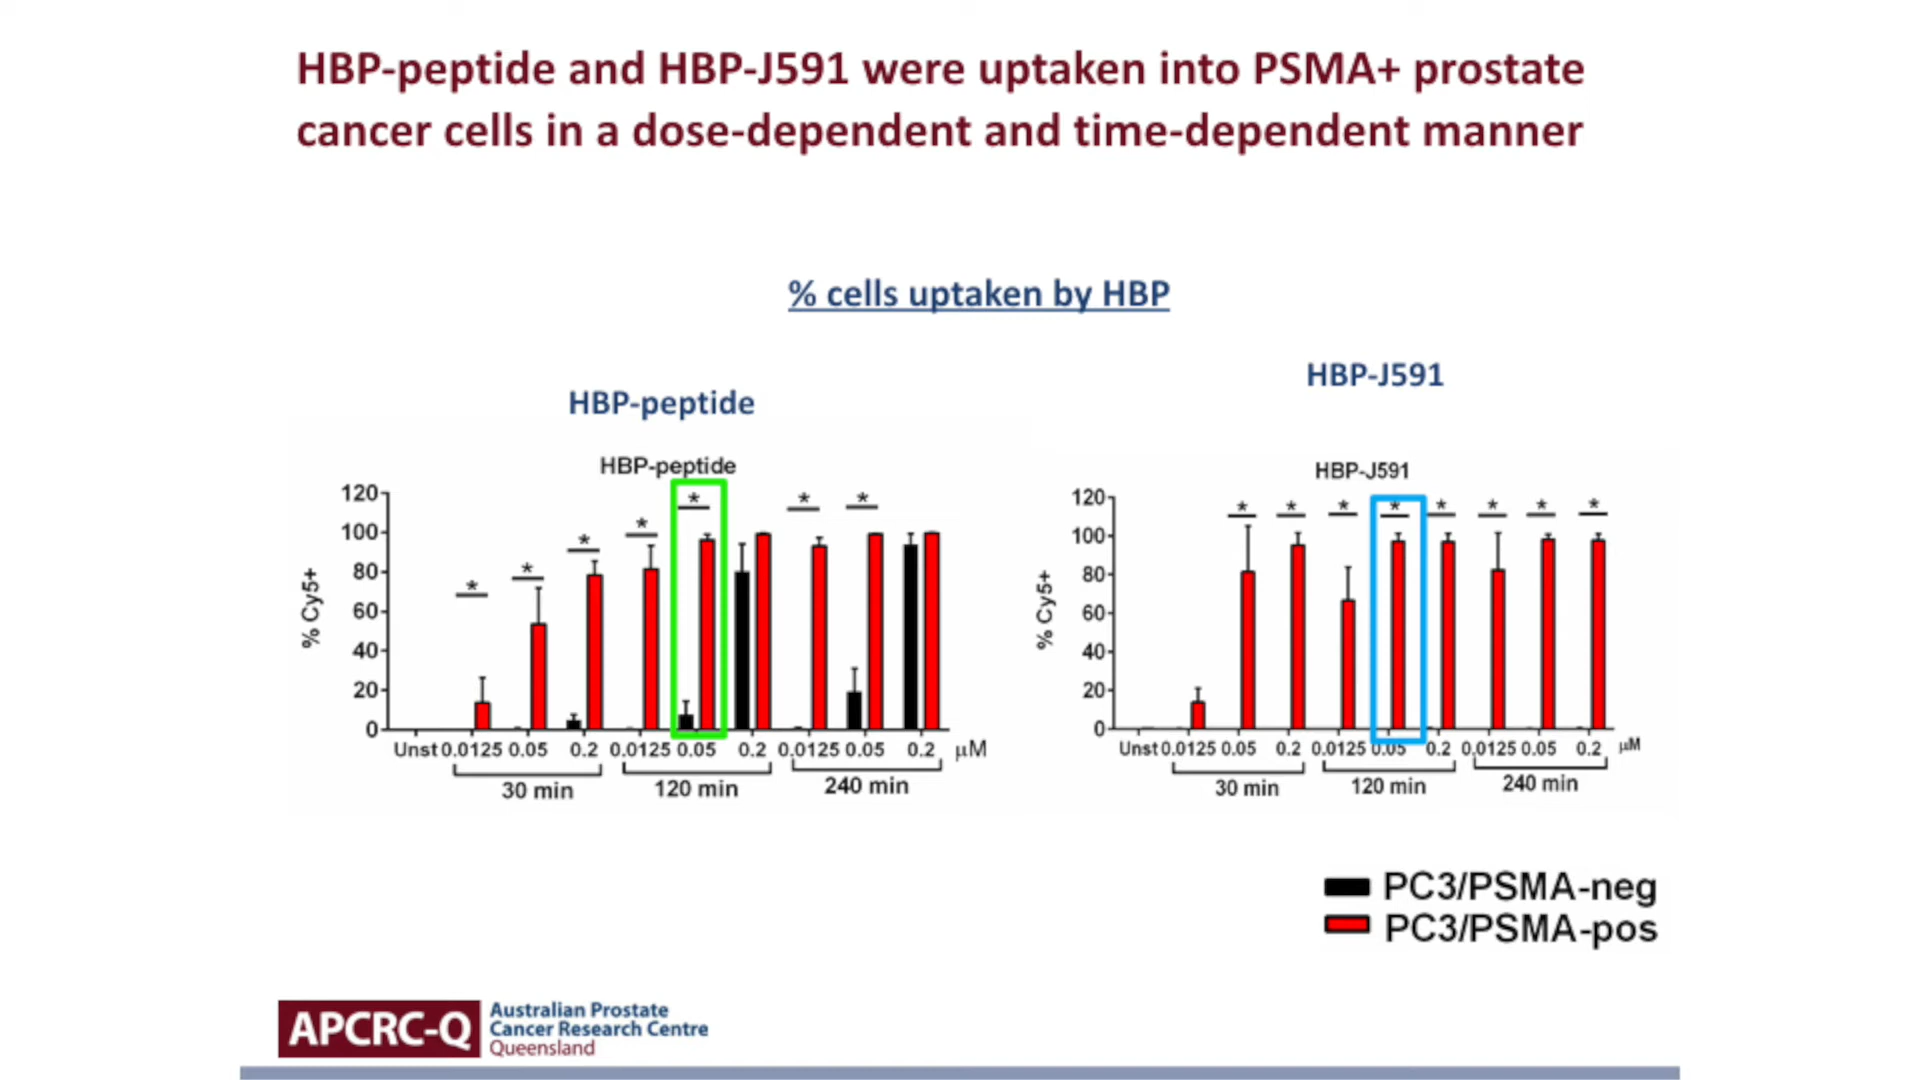 HBP-peptide and HBP-J591 were uptaken into PSMA+ prostate
cancer cells in a dose-dependent and time-dependent manner
% cells uptaken by HBP
HBP-peptide
HBP-peptide
% Cy5+
120
100
80
60
40
20
0
* * * * * * *
Unst 0.0125 0.05 0.2 0.0125 0.05 0.2 0.0125 0.05 0.2 µM
30 min 120 min 240 min
HBP-J591
HBP-J591
% Cy5+
120
100
80
60
40
20
0
* * * * * * * *
Unst 0.0125 0.05 0.2 0.0125 0.05 0.2 0.0125 0.05 0.2 µM
30 min 120 min 240 min
PC3/PSMA-neg
PC3/PSMA-pos
APCRC-Q
Australian Prostate
Cancer Research Centre
Queensland